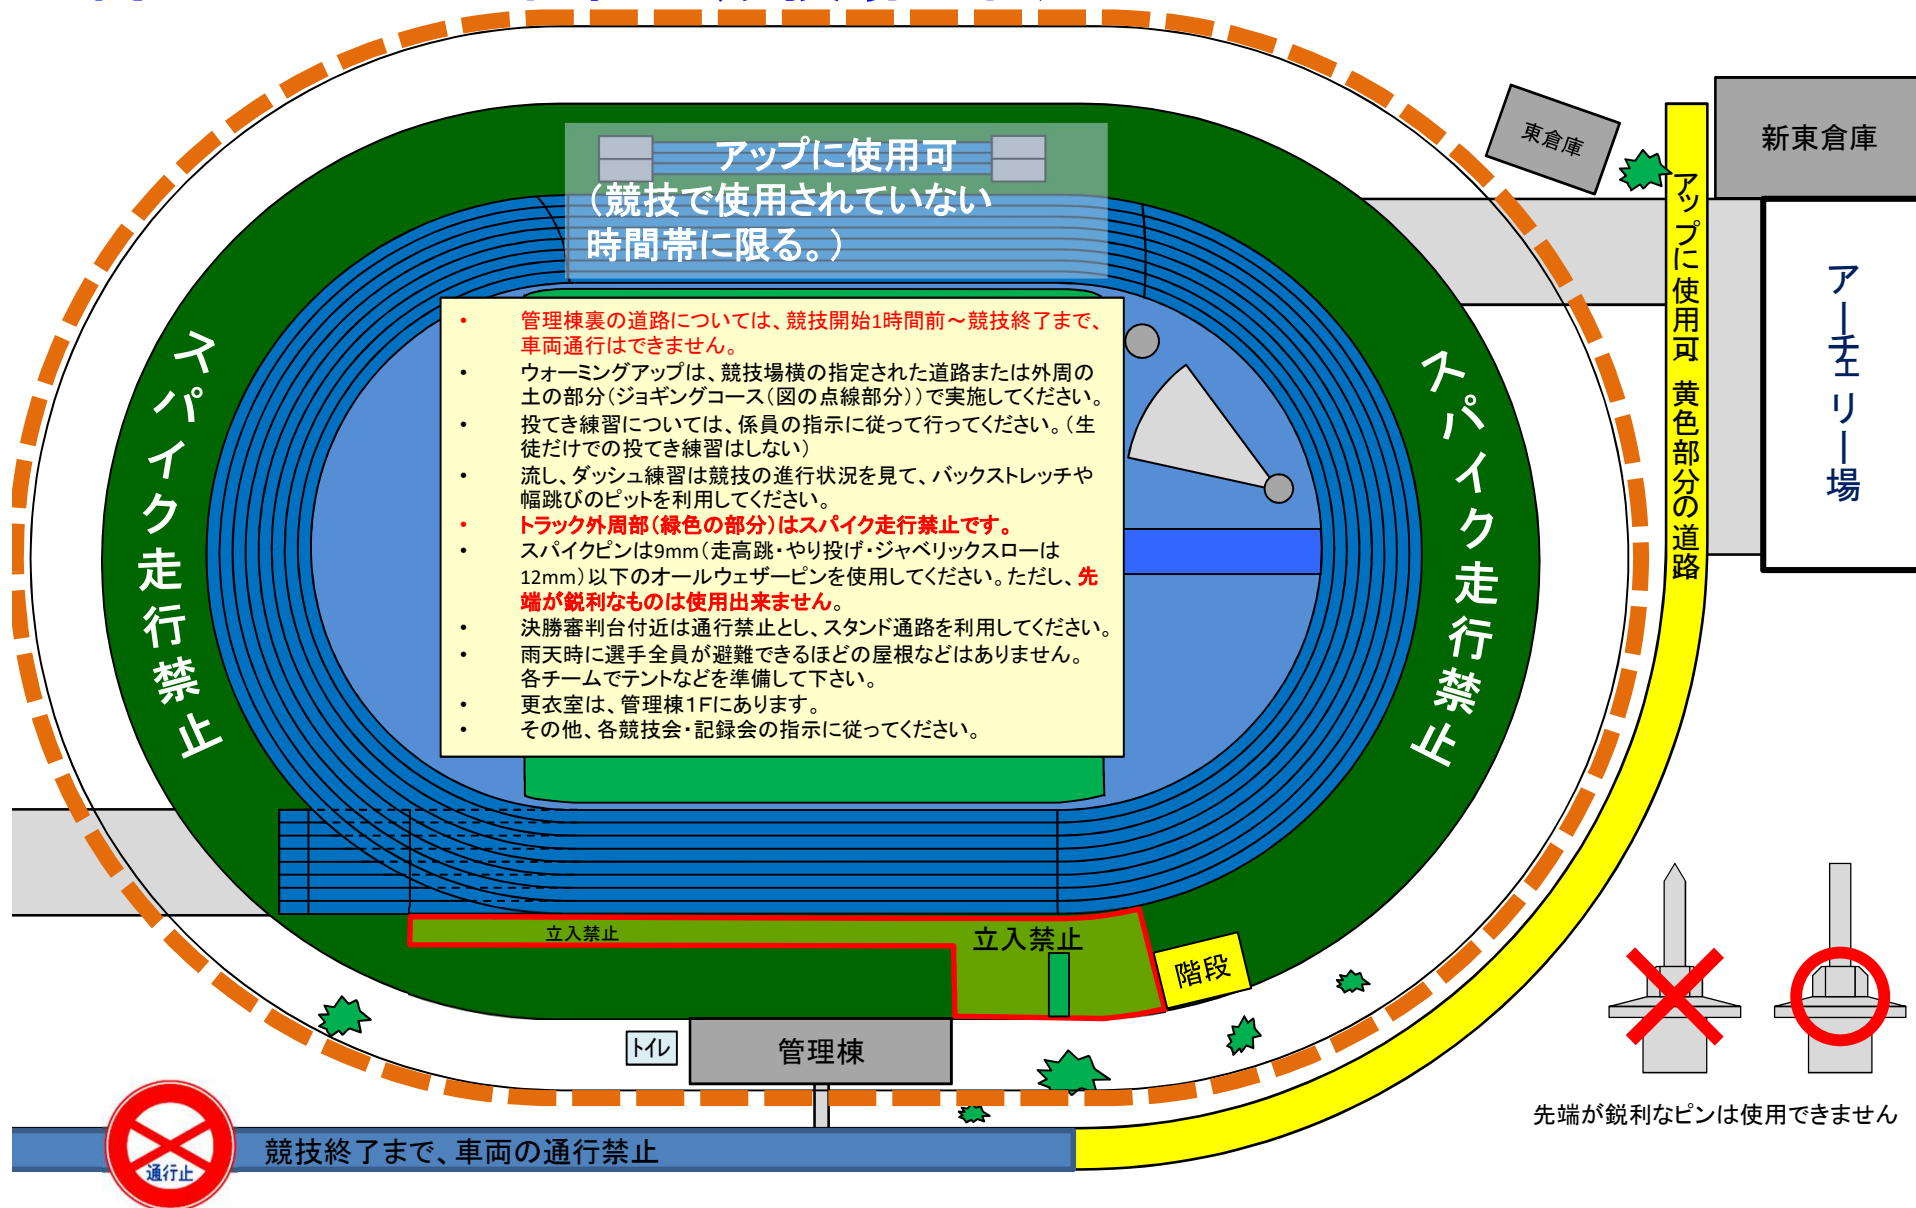 アップに使用可
(競技で使用されていない
時間帯に限る。)
東倉庫
新東倉庫
アップに使用可 黄色部分の道路
アーチェリー場
スパイク走行禁止
スパイク走行禁止
• 管理棟裏の道路については、競技開始1時間前～競技終了まで、
車両通行はできません。
• ウォーミングアップは、競技場横の指定された道路または外周の
土の部分(ジョギングコース(図の点線部分))で実施してください。
• 投てき練習については、係員の指示に従って行ってください。(生
徒だけでの投てき練習はしない)
• 流し、ダッシュ練習は競技の進行状況を見て、バックストレッチや
幅跳びのピットを利用してください。
• トラック外周部(緑色の部分)はスパイク走行禁止です。
• スパイクピンは9mm(走高跳・やり投げ・ジャベリックスローは
12mm)以下のオールウェザーピンを使用してください。ただし、先
端が鋭利なものは使用出来ません。
• 決勝審判台付近は通行禁止とし、スタンド通路を利用してください。
• 雨天時に選手全員が避難できるほどの屋根などはありません。
各チームでテントなどを準備して下さい。
• 更衣室は、管理棟1Fにあります。
• その他、各競技会・記録会の指示に従ってください。
立入禁止
立入禁止
階段
トイレ
管理棟
先端が鋭利なピンは使用できません
通行止
競技終了まで、車両の通行禁止